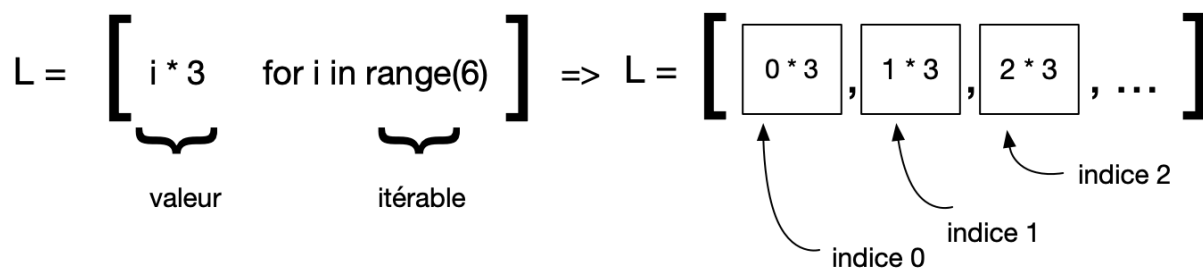 L = [ i * 3 for i in range(6) ] => L = [ 0 * 3 , 1 * 3 , 2 * 3 , ... ]
valeur itérable
indice 2
indice 1
indice 0